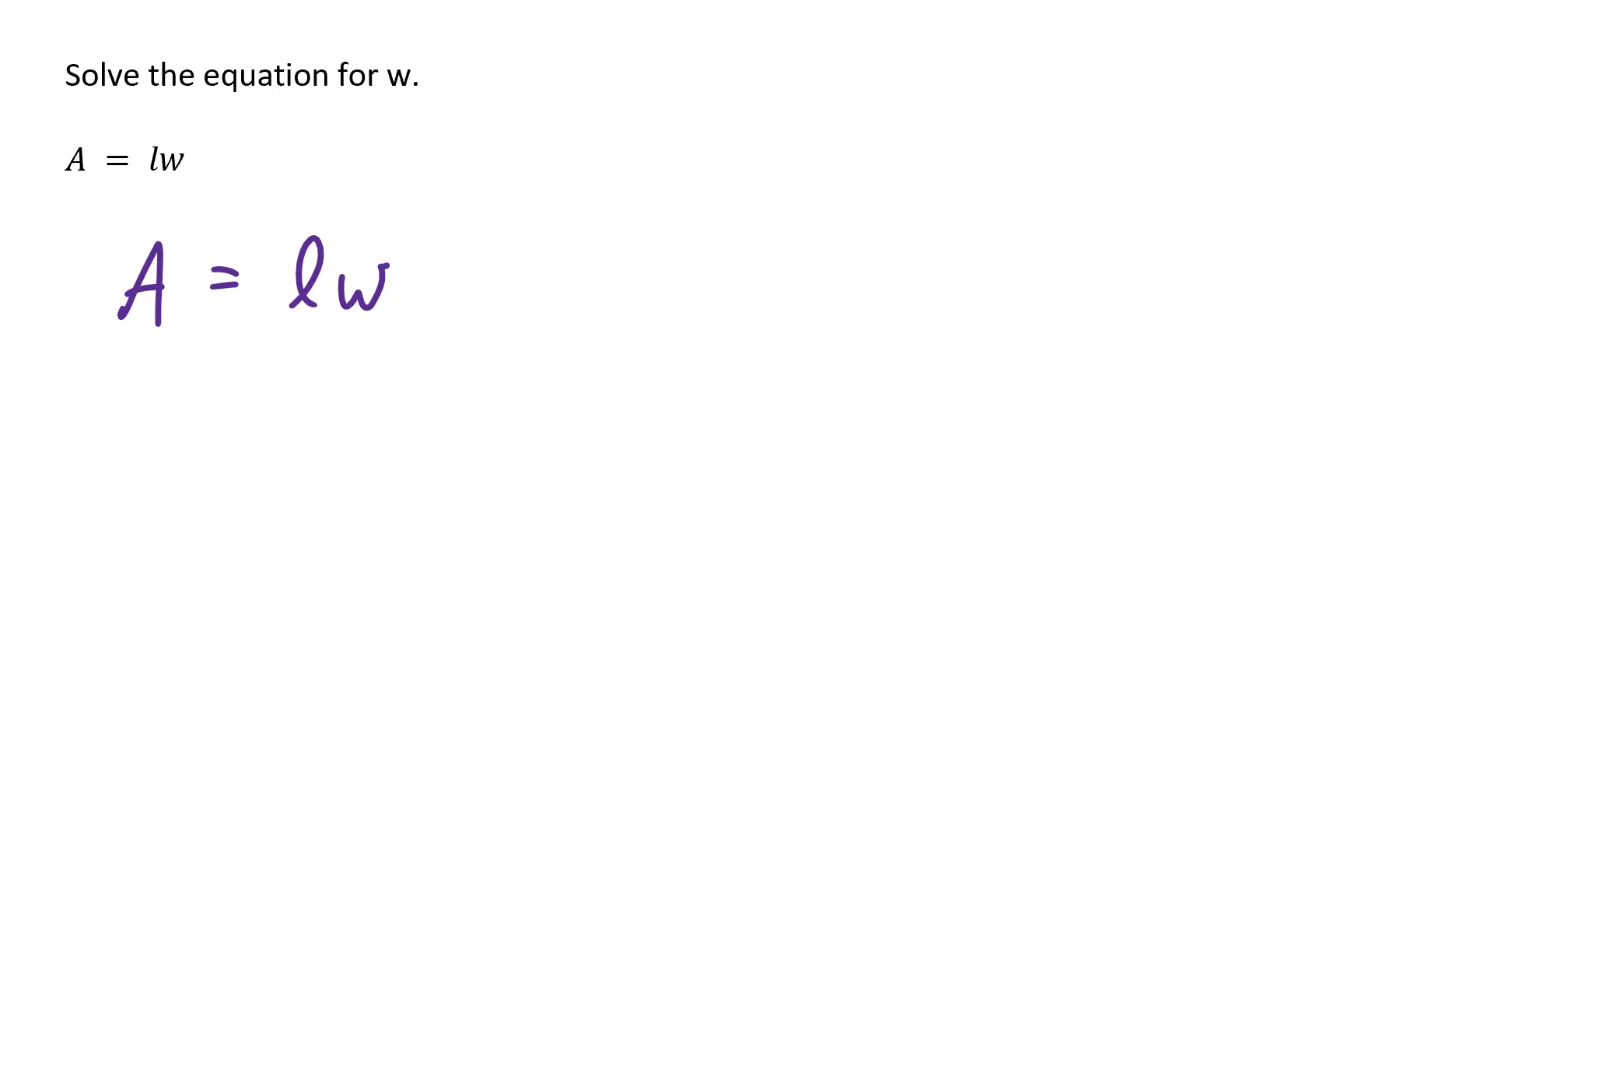 Solve the equation for w.
A = lw
A = lw